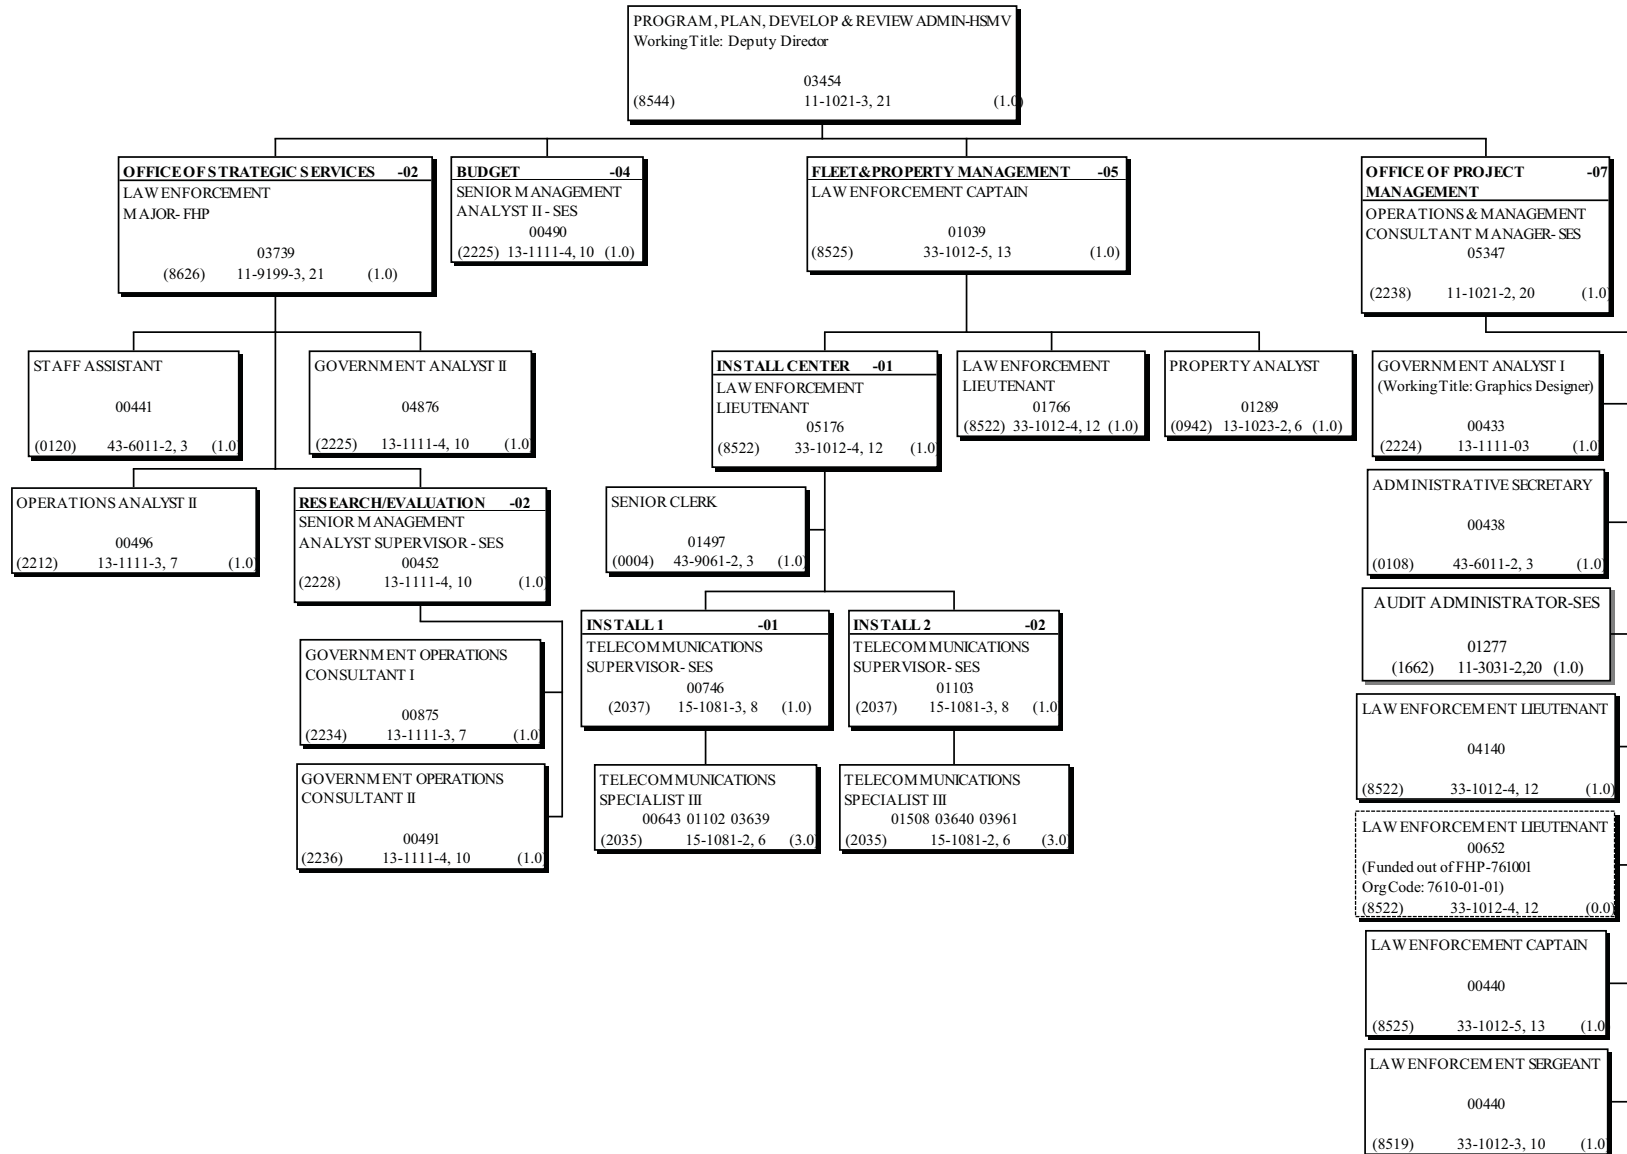 PROGRAM, PLAN, DEVELOP & REVIEW ADMIN-HSMV
Working Title: Deputy Director
03454
(8544) 11-1021-3, 21 (1.0)
OFFICE OF STRATEGIC SERVICES -02
LAW ENFORCEMENT
MAJOR- FHP
03739
(8626) 11-9199-3, 21 (1.0)
BUDGET -04
SENIOR MANAGEMENT
ANALYST II - SES
00490
(2225) 13-1111-4, 10 (1.0)
FLEET&PROPERTY MANAGEMENT -05
LAW ENFORCEMENT CAPTAIN
01039
(8525) 33-1012-5, 13 (1.0)
OFFICE OF PROJECT -07
MANAGEMENT
OPERATIONS & MANAGEMENT
CONSULTANT MANAGER- SES
05347
(2238) 11-1021-2, 20 (1.0)
STAFF ASSISTANT
00441
(0120) 43-6011-2, 3 (1.0)
GOVERNMENT ANALYST II
04876
(2225) 13-1111-4, 10 (1.0)
OPERATIONS ANALYST II
00496
(2212) 13-1111-3, 7 (1.0)
RESEARCH/EVALUATION -02
SENIOR MANAGEMENT
ANALYST SUPERVISOR - SES
00452
(2228) 13-1111-4, 10 (1.0)
GOVERNMENT OPERATIONS
CONSULTANT I
00875
(2234) 13-1111-3, 7 (1.0)
GOVERNMENT OPERATIONS
CONSULTANT II
00491
(2236) 13-1111-4, 10 (1.0)
INSTALL CENTER -01
LAW ENFORCEMENT
LIEUTENANT
05176
(8522) 33-1012-4, 12 (1.0)
LAW ENFORCEMENT
LIEUTENANT
01766
(8522) 33-1012-4, 12 (1.0)
PROPERTY ANALYST
01289
(0942) 13-1023-2, 6 (1.0)
SENIOR CLERK
01497
(0004) 43-9061-2, 3 (1.0)
INSTALL 1 -01
TELECOMMUNICATIONS
SUPERVISOR- SES
00746
(2037) 15-1081-3, 8 (1.0)
INSTALL 2 -02
TELECOMMUNICATIONS
SUPERVISOR- SES
01103
(2037) 15-1081-3, 8 (1.0
TELECOMMUNICATIONS
SPECIALIST III
00643 01102 03639
(2035) 15-1081-2, 6 (3.0)
TELECOMMUNICATIONS
SPECIALIST III
01508 03640 03961
(2035) 15-1081-2, 6 (3.0)
GOVERNMENT ANALYST I
(Working Title: Graphics Designer)
00433
(2224) 13-1111-03 (1.0)
ADMINISTRATIVE SECRETARY
00438
(0108) 43-6011-2, 3 (1.0)
AUDIT ADMINISTRATOR-SES
01277
(1662) 11-3031-2,20 (1.0)
LAW ENFORCEMENT LIEUTENANT
04140
(8522) 33-1012-4, 12 (1.0)
LAW ENFORCEMENT LIEUTENANT
00652
(Funded out of FHP-761001
Org Code: 7610-01-01)
(8522) 33-1012-4, 12 (0.0)
LAW ENFORCEMENT CAPTAIN
00440
(8525) 33-1012-5, 13 (1.0
LAW ENFORCEMENT SERGEANT
00440
(8519) 33-1012-3, 10 (1.0)